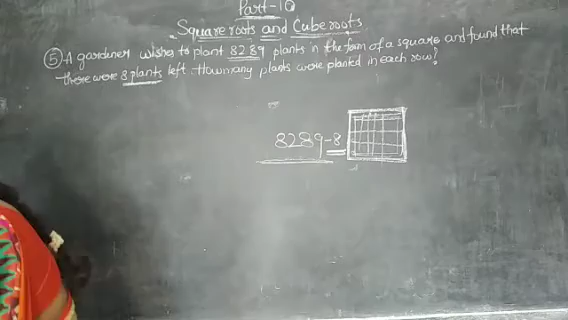 Part-10
Square roots and Cube roots.
⑤ A gardiner wishes to plant 8289 plants in the form of a square and found that
there were 8 plants left. How many plants were planted in each row?
8289-8